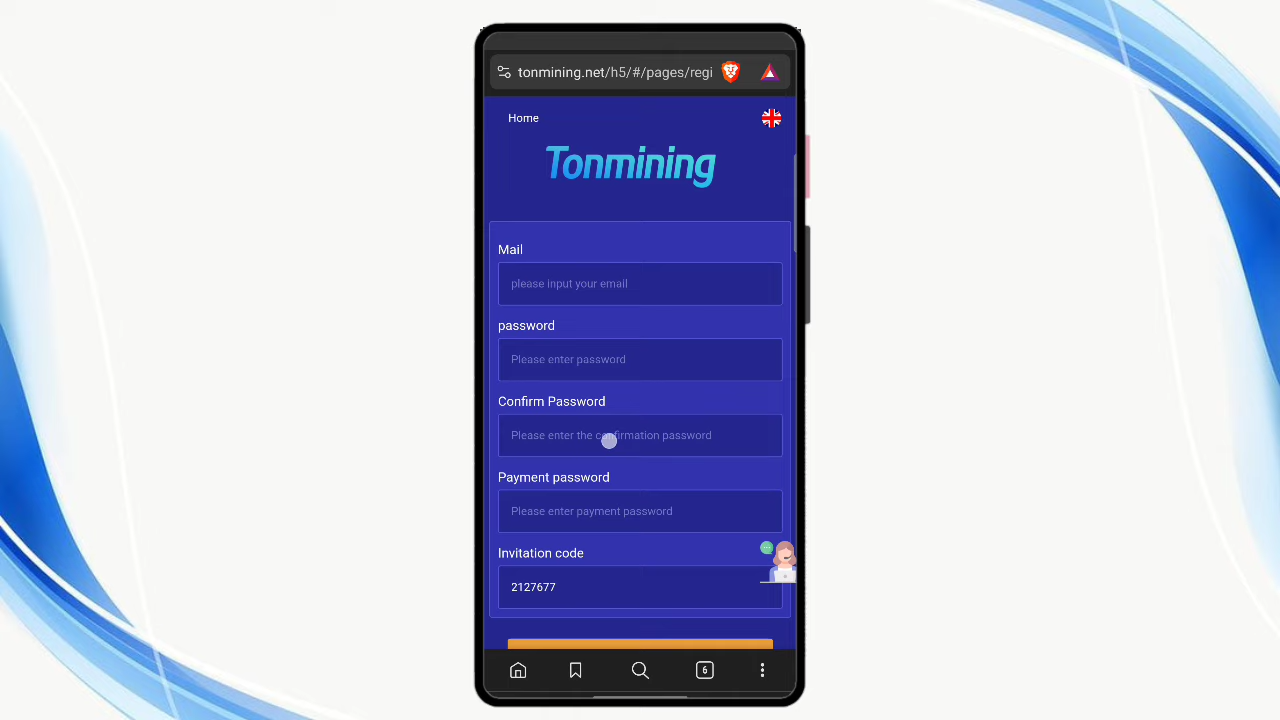 tonmining.net/h5/#/pages/regi
Home
Tonmining
Mail
please input your email
password
Please enter password
Confirm Password
Please enter the confirmation password
Payment password
Please enter payment password
Invitation code
2127677
6